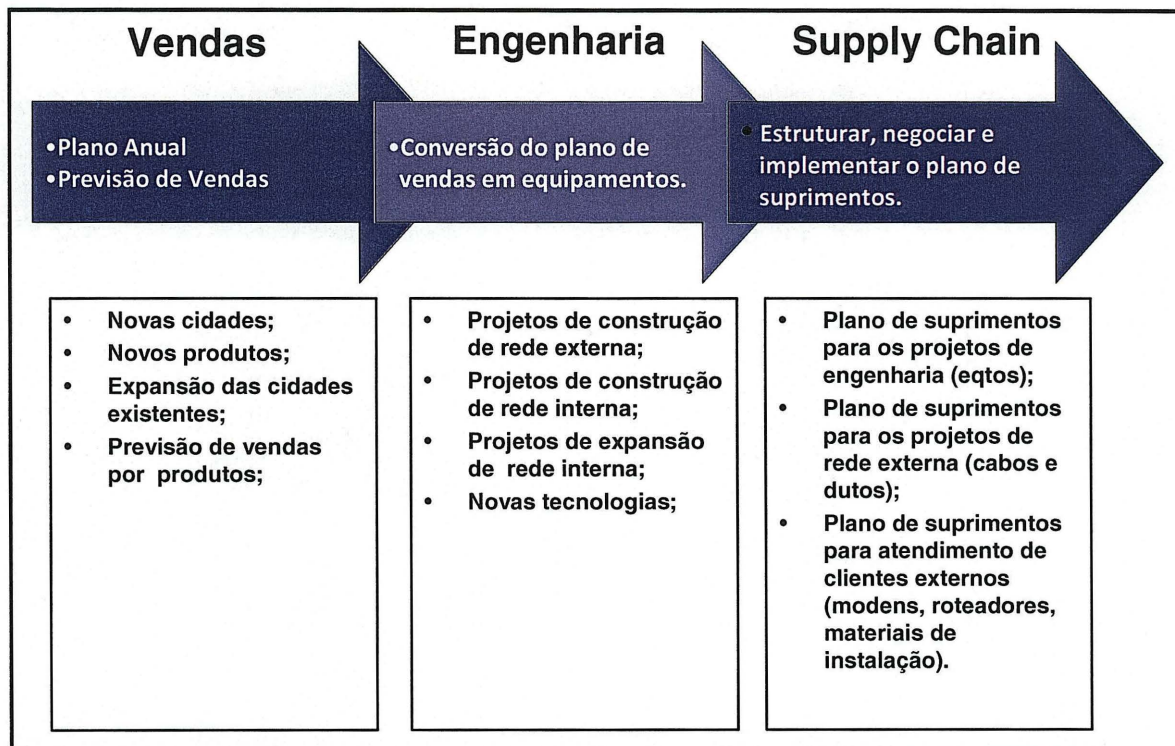 Vendas
Engenharia
Supply Chain
•Plano Anual
•Previsão de Vendas
•Conversão do plano de
vendas em equipamentos.
• Estruturar, negociar e
implementar o plano de
suprimentos.
• Novas cidades;
• Novos produtos;
• Expansão das cidades
existentes;
• Previsão de vendas
por produtos;
• Projetos de construção
de rede externa;
• Projetos de construção
de rede interna;
• Projetos de expansão
de rede interna;
• Novas tecnologias;
• Plano de suprimentos
para os projetos de
engenharia (eqtos);
• Plano de suprimentos
para os projetos de
rede externa (cabos e
dutos);
• Plano de suprimentos
para atendimento de
clientes externos
(modens, roteadores,
materiais de
instalação).